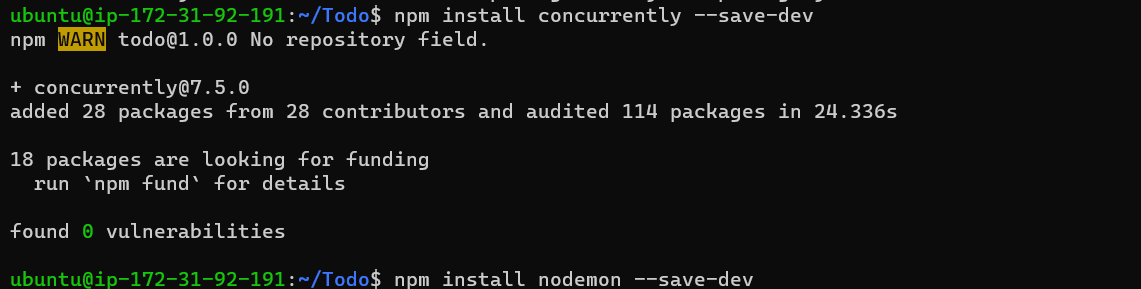 ubuntu@ip-172-31-92-191:~/Todo$ npm install concurrently --save-dev
npm WARN todo@1.0.0 No repository field.
+ concurrently@7.5.0
added 28 packages from 28 contributors and audited 114 packages in 24.336s
18 packages are looking for funding
  run `npm fund` for details
found 0 vulnerabilities
ubuntu@ip-172-31-92-191:~/Todo$ npm install nodemon --save-dev